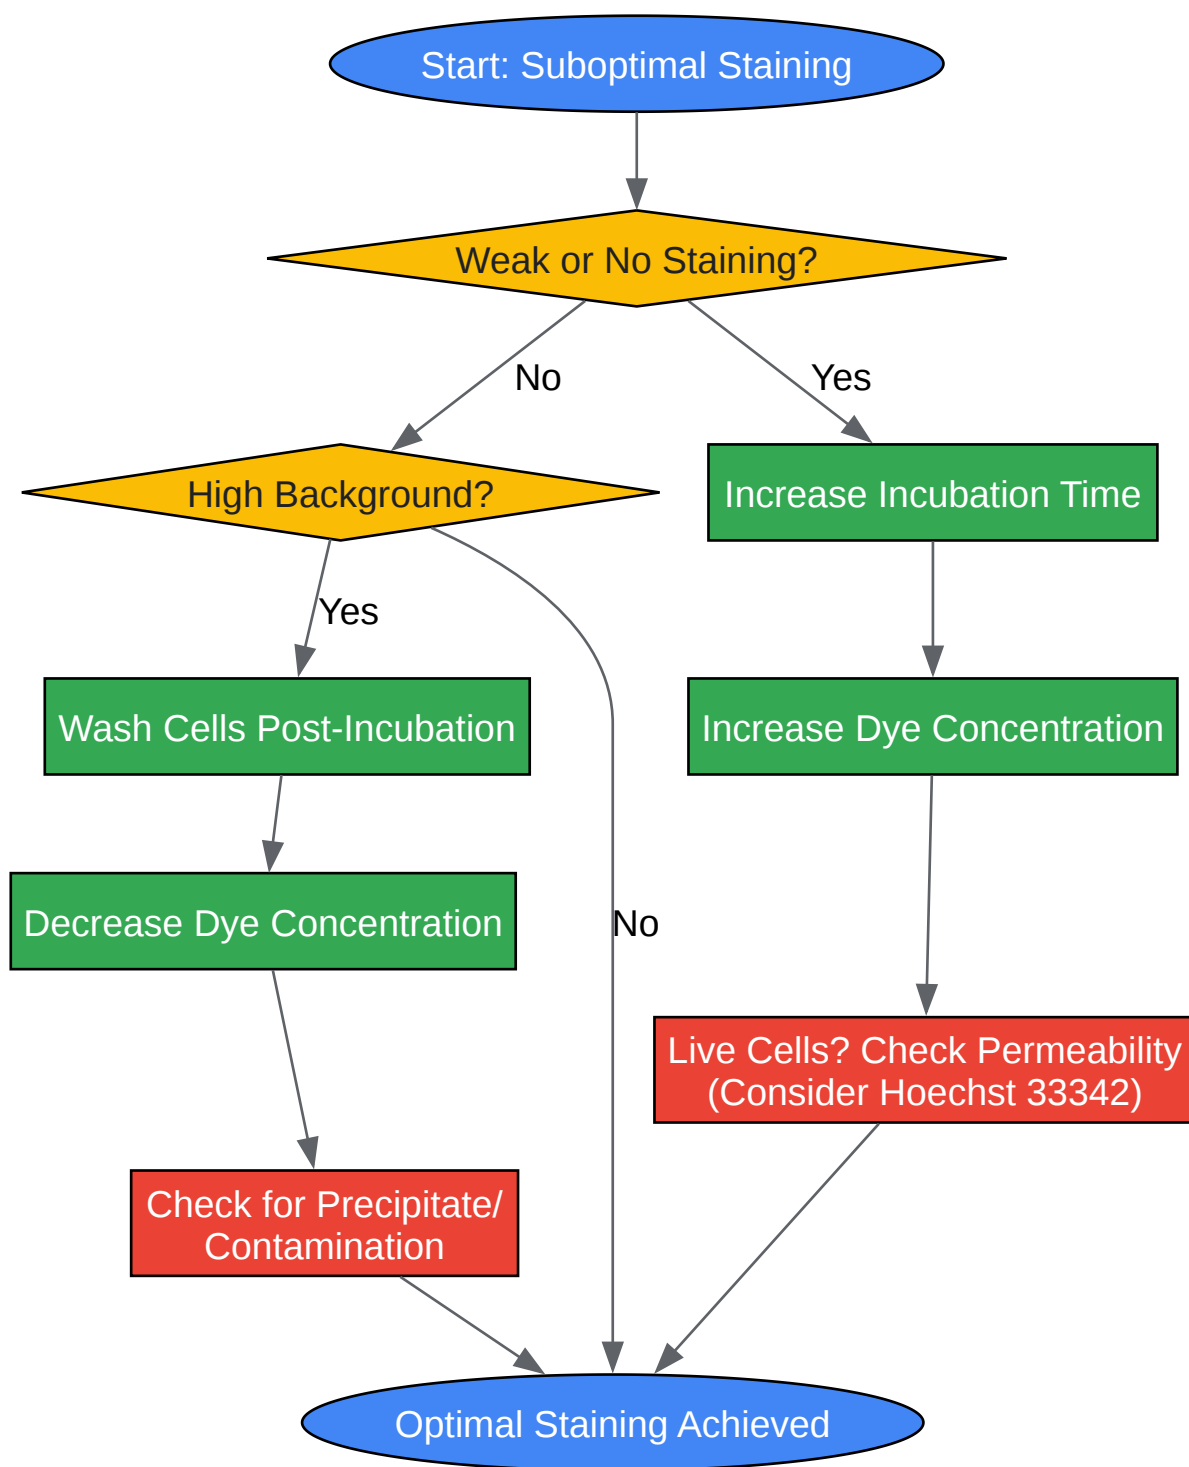 Start: Suboptimal Staining
Weak or No Staining?
No
Yes
High Background?
Increase Incubation Time
Yes
Wash Cells Post-Incubation
Increase Dye Concentration
Decrease Dye Concentration
No
Live Cells? Check Permeability
(Consider Hoechst 33342)
Check for Precipitate/
Contamination
Optimal Staining Achieved